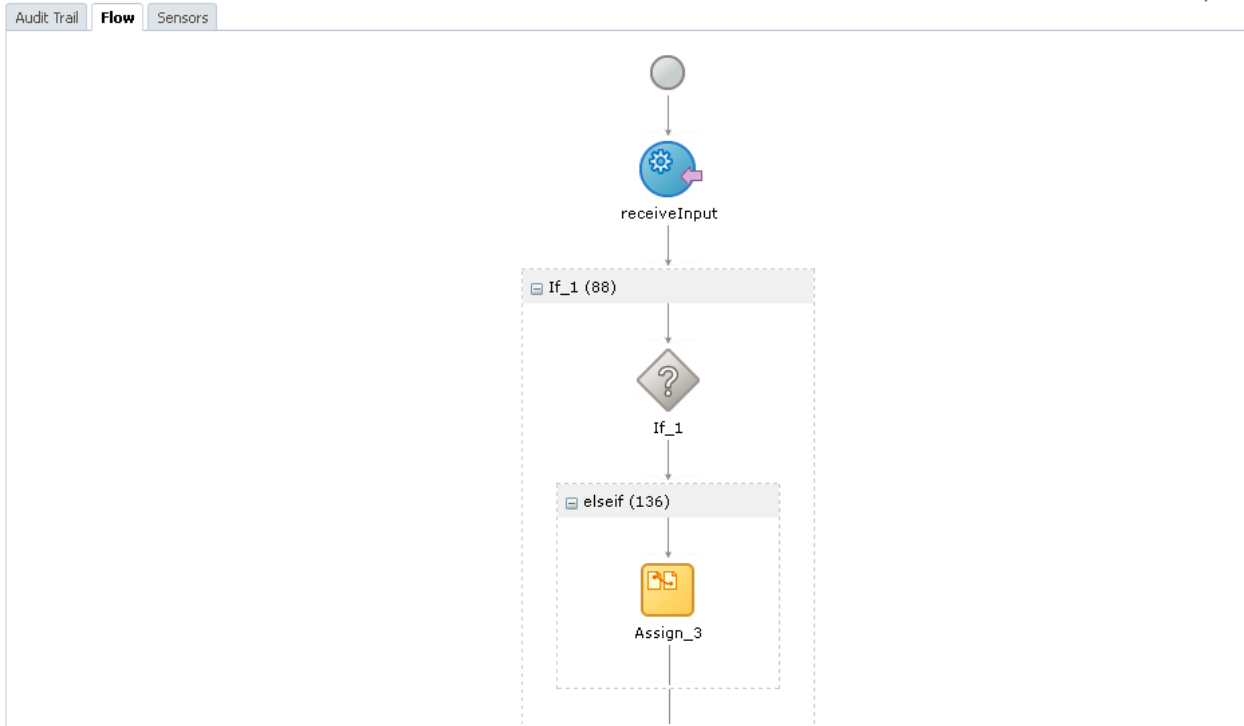 Audit Trail Flow Sensors
receiveInput
If_1 (88)
If_1
elseif (136)
Assign_3